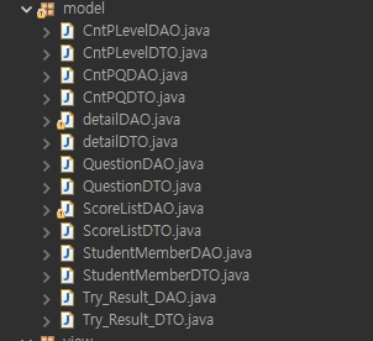 model
CntPLevelDAO.java
CntPLevelDTO.java
CntPQDAO.java
CntPQDTO.java
detailDAO.java
detailDTO.java
QuestionDAO.java
QuestionDTO.java
ScoreListDAO.java
ScoreListDTO.java
StudentMemberDAO.java
StudentMemberDTO.java
Try_Result_DAO.java
Try_Result_DTO.java
view